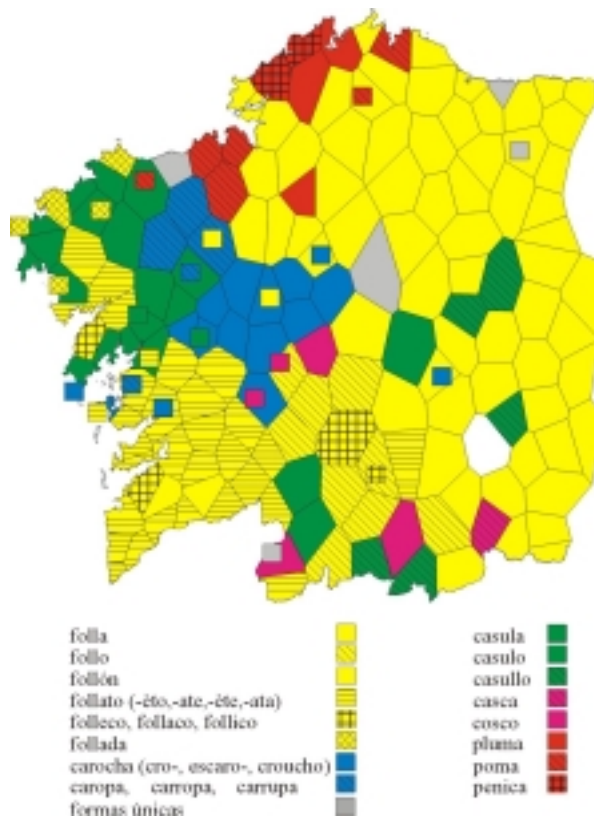 folla
follo
follón
follato (-éto,-ate,-éte,-ata)
folleco, follaco, follico
follada
carocha (cro-, escaro-, croucho)
caropa, carropa, carrupa
formas únicas
casula
casulo
casullo
casca
cosco
pluma
poma
penica